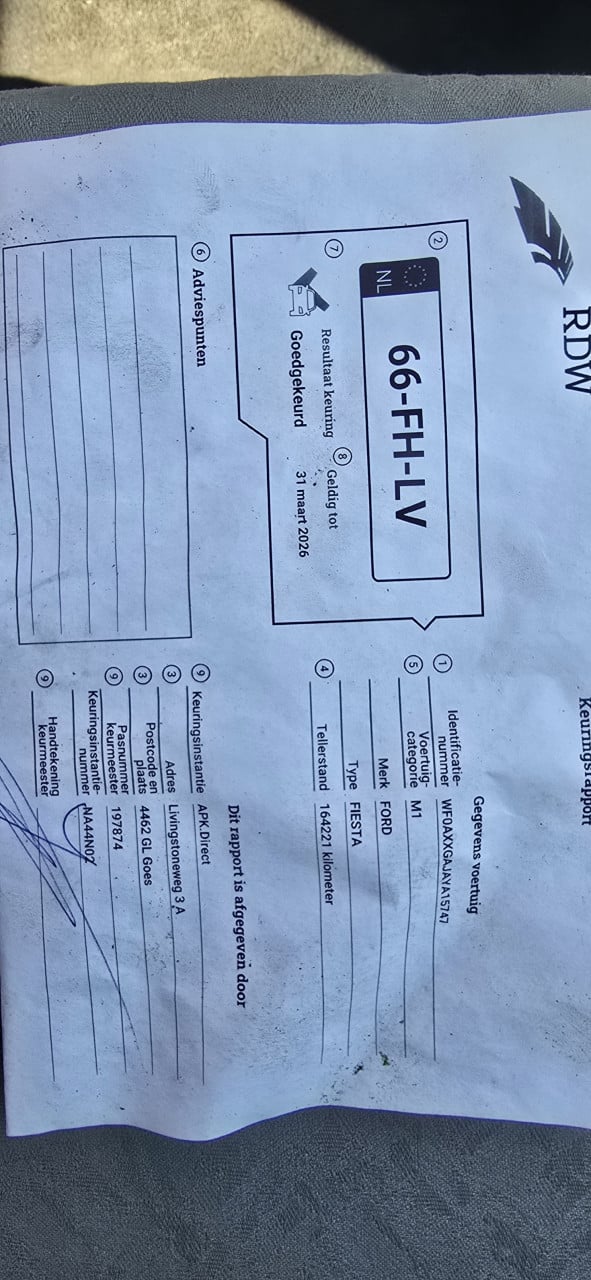 RDW
Keuringsrapport
2
NL
66-FH-LV
7 Resultaat keuring
Goedgekeurd
8 Geldig tot
31 maart 2026
6 Adviespunten
Gegevens voertuig
1 Identificatie-
nummer WF0AXXGAJAYA15747
5 Voertuig-
categorie M1
Merk FORD
Type FIESTA
4 Tellerstand 164221 kilometer
Dit rapport is afgegeven door
9 Keuringsinstantie APK.Direct
3 Adres Livingstoneweg 3 A
3 Postcode en
plaats 4462 GL Goes
9 Pasnummer
keurmeester 197874
Keuringsinstantie-
nummer NA44N07
9 Handtekening
keurmeester